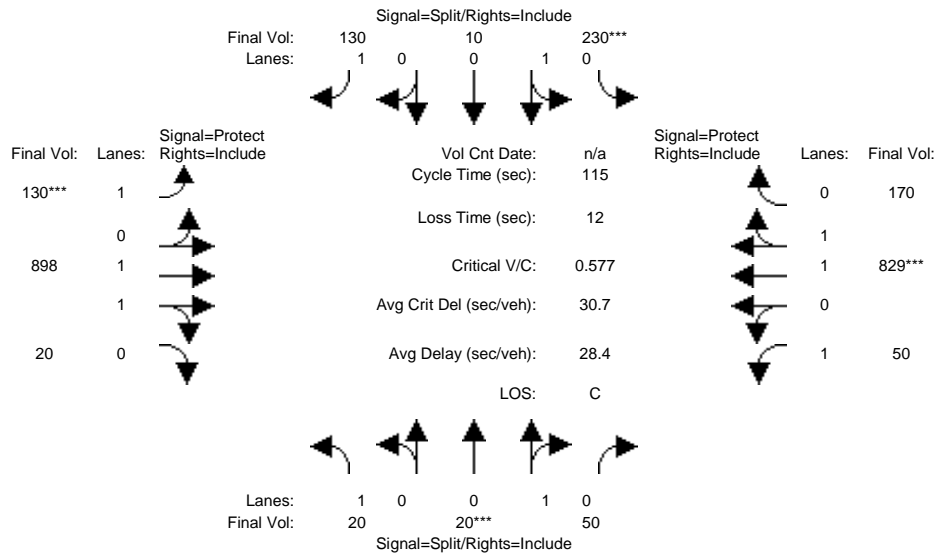 Signal=Split/Rights=Include
Final Vol: 130 10 230***
Lanes: 1 0 0 1 0
Signal=Protect
Final Vol: Lanes: Rights=Include Vol Cnt Date: n/a Signal=Protect Rights=Include Lanes: Final Vol:
Cycle Time (sec): 115
130*** 1 0 170
Loss Time (sec): 12
0 1
898 1 Critical V/C: 0.577 1 829***
1 Avg Crit Del (sec/veh): 30.7 0
20 0 Avg Delay (sec/veh): 28.4 1 50
LOS: C
Lanes: 1 0 0 1 0
Final Vol: 20 20*** 50
Signal=Split/Rights=Include